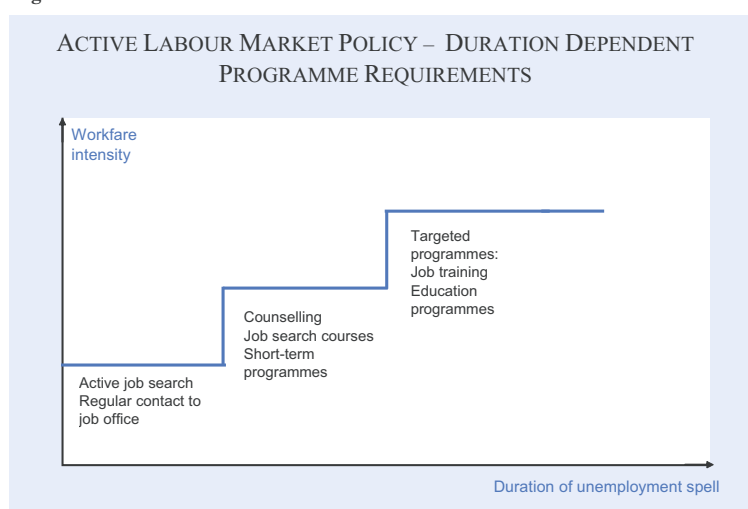 ACTIVE LABOUR MARKET POLICY – DURATION DEPENDENT
PROGRAMME REQUIREMENTS
Workfare
intensity
Targeted
programmes:
Job training
Education
programmes
Counselling
Job search courses
Short-term
programmes
Active job search
Regular contact to
job office
Duration of unemployment spell